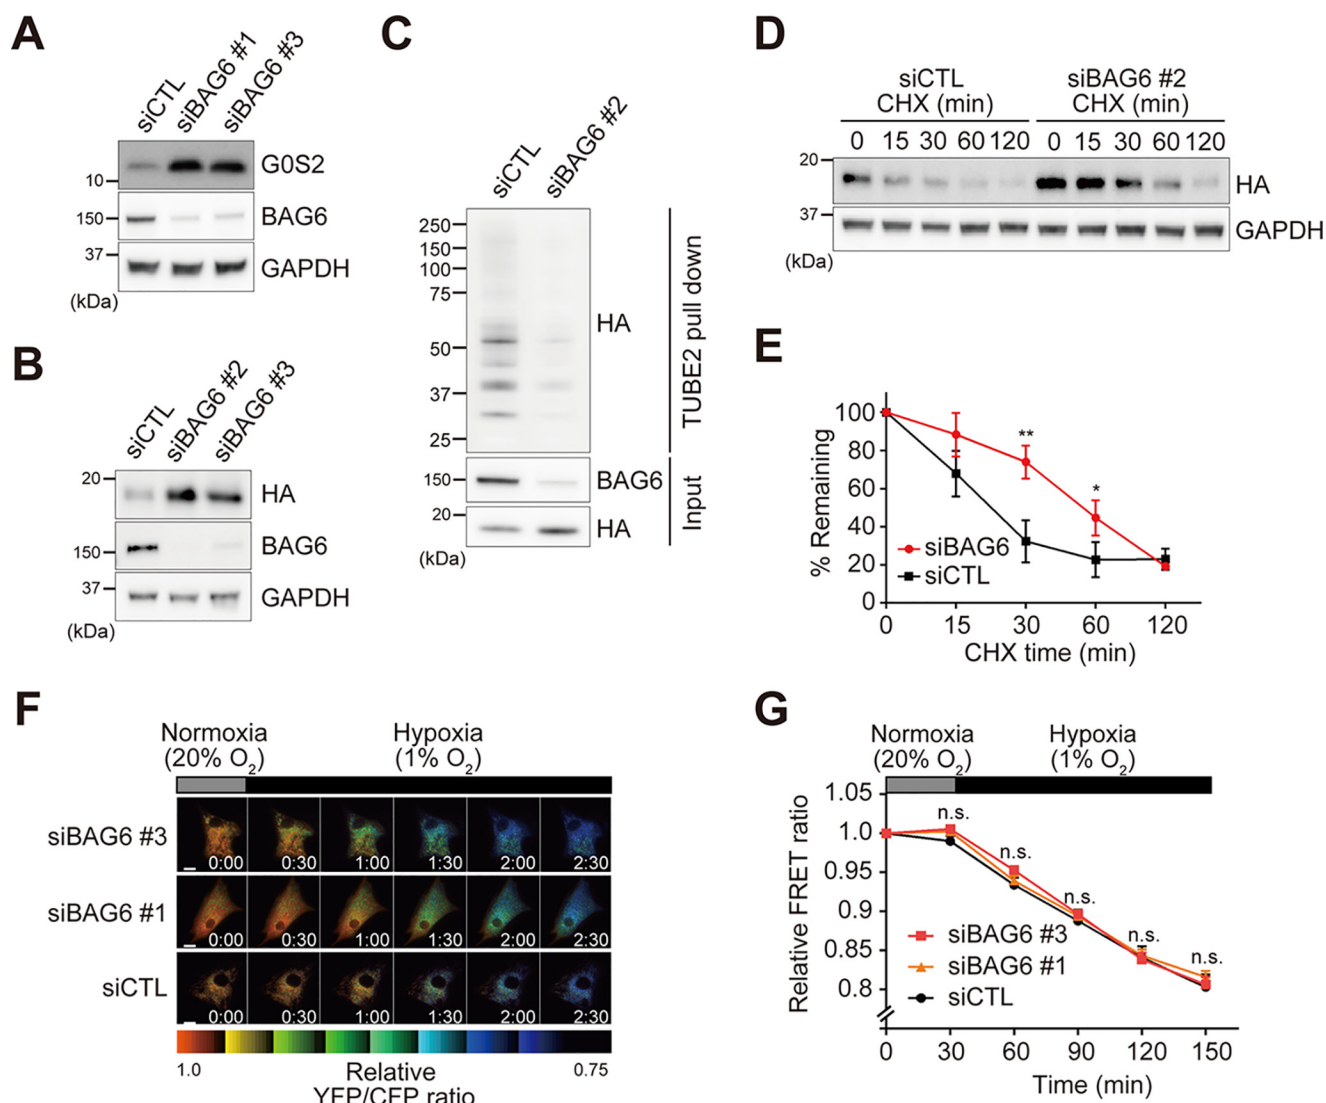 A
siCTL
siBAG6 #1
siBAG6 #3
G0S2
10
150
BAG6
37
GAPDH
(kDa)
B
siCTL
siBAG6 #2
siBAG6 #3
20
HA
150
BAG6
37
GAPDH
(kDa)
C
siCTL
siBAG6 #2
250
150
100
75
50
37
25
HA
TUBE2 pull down
150
BAG6
20
HA
Input
(kDa)
D
siCTL siBAG6 #2
CHX (min) CHX (min)
0 15 30 60 120 0 15 30 60 120
20
HA
37
GAPDH
(kDa)
E
% Remaining
100
80
60
40
20
0
**
*
siBAG6
siCTL
0 15 30 60 120
CHX time (min)
F
Normoxia Hypoxia
(20% O2) (1% O2)
siBAG6 #3
0:00 0:30 1:00 1:30 2:00 2:30
siBAG6 #1
0:00 0:30 1:00 1:30 2:00 2:30
siCTL
0:00 0:30 1:00 1:30 2:00 2:30
1.0 Relative 0.75
YFP/CFP ratio
G
Normoxia Hypoxia
(20% O2) (1% O2)
Relative FRET ratio
1.05
1.0
0.95
0.9
0.85
0.8
n.s.
n.s.
n.s.
n.s.
n.s.
siBAG6 #3
siBAG6 #1
siCTL
0 30 60 90 120 150
Time (min)